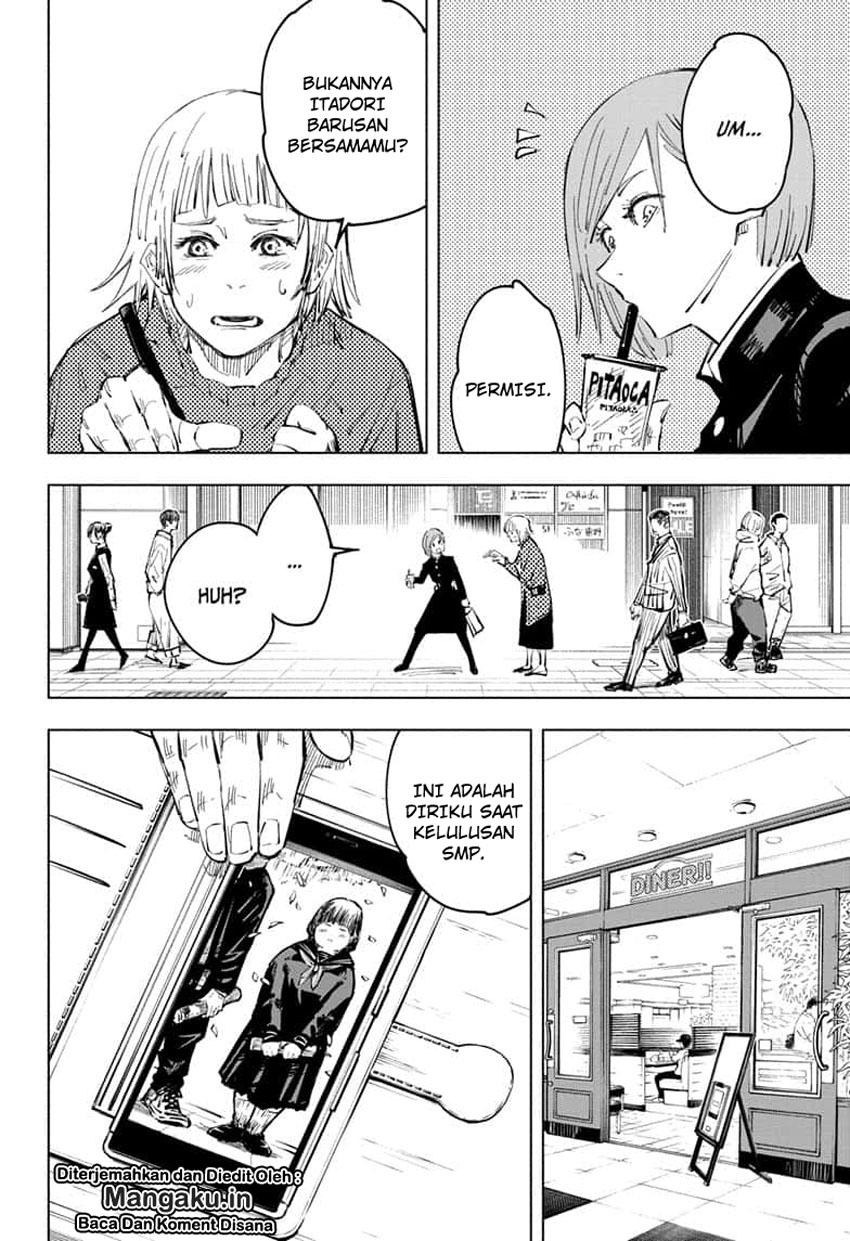 UM...
PERMISI.
PITAOCA
BUKANNYA
ITADORI
BARUSAN
BERSAMAMU?
...
HUH?
INI ADALAH
DIRIKU SAAT
KELULUSAN
SMP.
DINER!!
Diterjemahkan dan Diedit Oleh :
Mangaku.in
Baca Dan Koment Disana